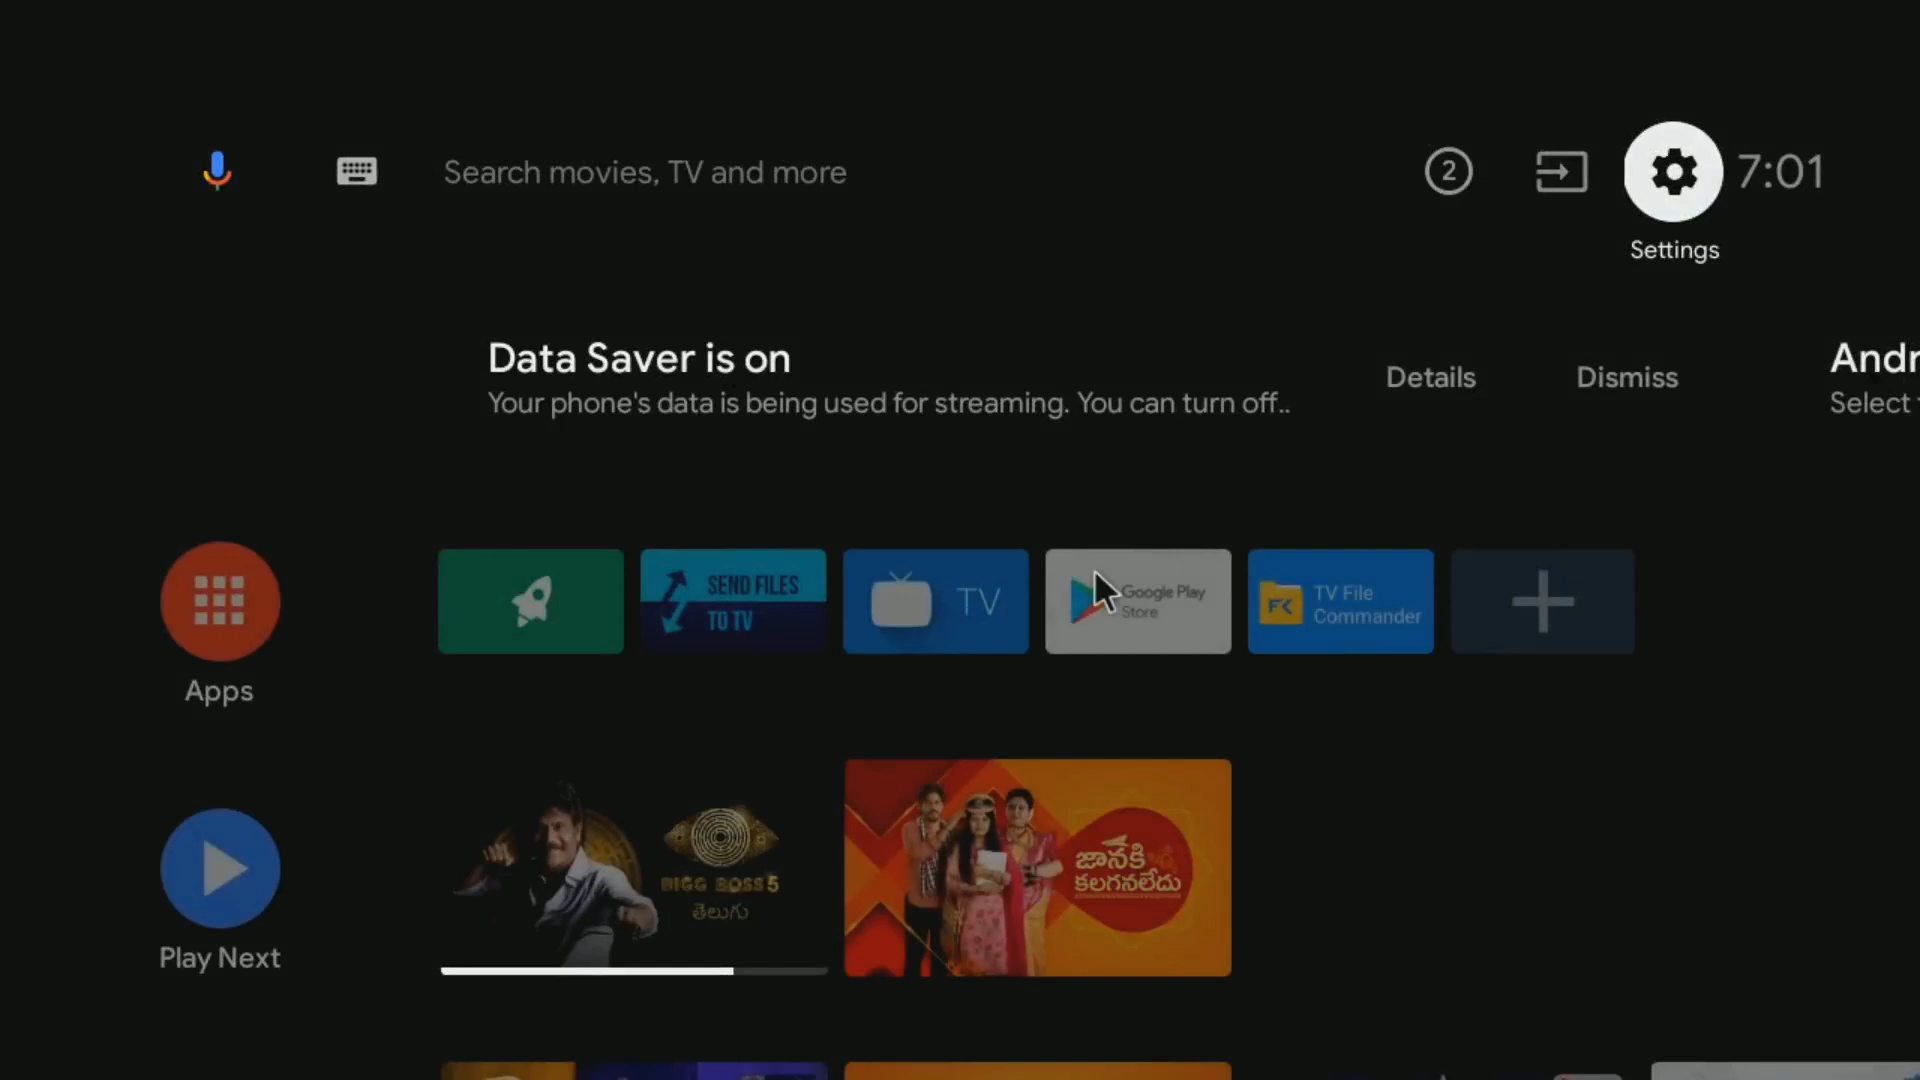 Search movies, TV and more
2
7:01
Settings
Data Saver is on
Your phone's data is being used for streaming. You can turn off..
Details
Dismiss
Andr
Select
SEND FILES
TO TV
TV
Google Play
Store
FC
TV File
Commander
Apps
BIGG BOSS 5
తెలుగు
జానకి
కలగనలేదు
Play Next